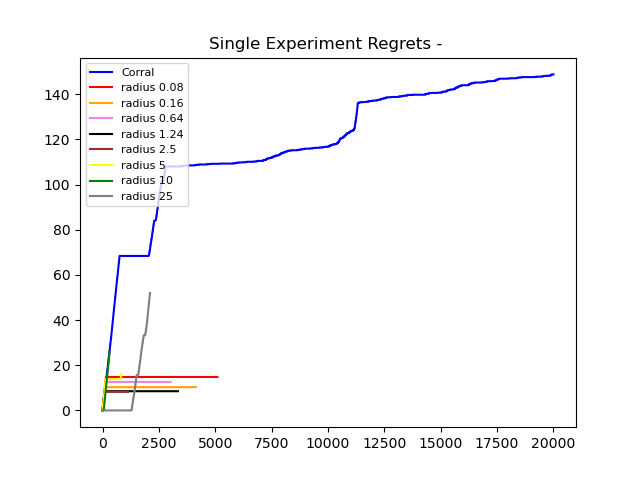 Single Experiment Regrets -
Corral
radius 0.08
radius 0.16
radius 0.64
radius 1.24
radius 2.5
radius 5
radius 10
radius 25
140
120
100
80
60
40
20
0
0 2500 5000 7500 10000 12500 15000 17500 20000